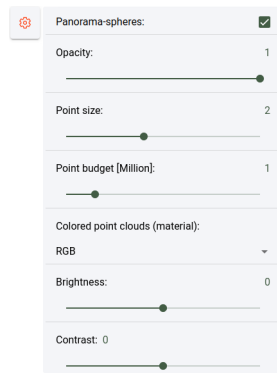 Panorama-spheres:
Opacity: 1
Point size: 2
Point budget [Million]: 1
Colored point clouds (material):
RGB
Brightness: 0
Contrast: 0